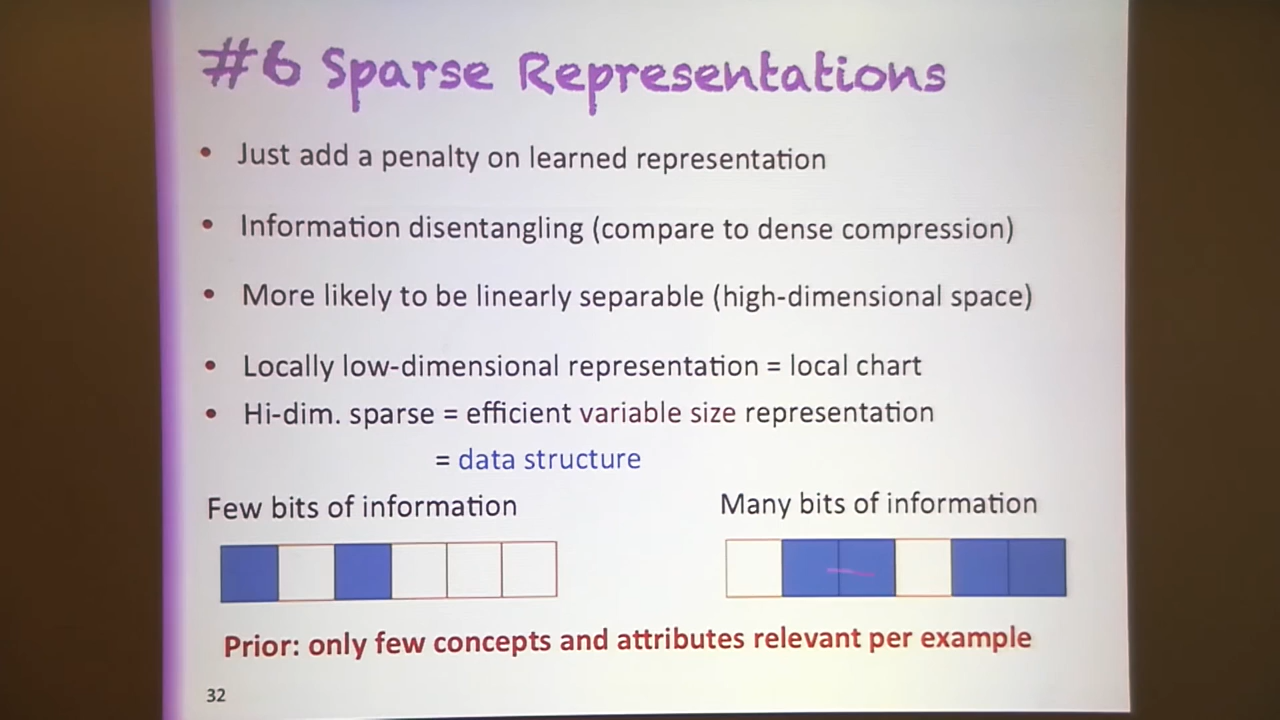 #6 Sparse Representations
• Just add a penalty on learned representation
• Information disentangling (compare to dense compression)
• More likely to be linearly separable (high-dimensional space)
• Locally low-dimensional representation = local chart
• Hi-dim. sparse = efficient variable size representation
= data structure
Few bits of information
Many bits of information
Prior: only few concepts and attributes relevant per example
32